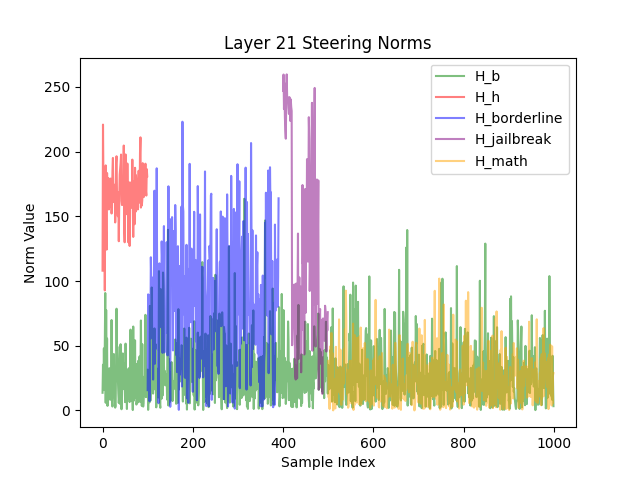 Layer 21 Steering Norms
H_b
H_h
H_borderline
H_jailbreak
H_math
Norm Value
250
200
150
100
50
0
0 200 400 600 800 1000
Sample Index